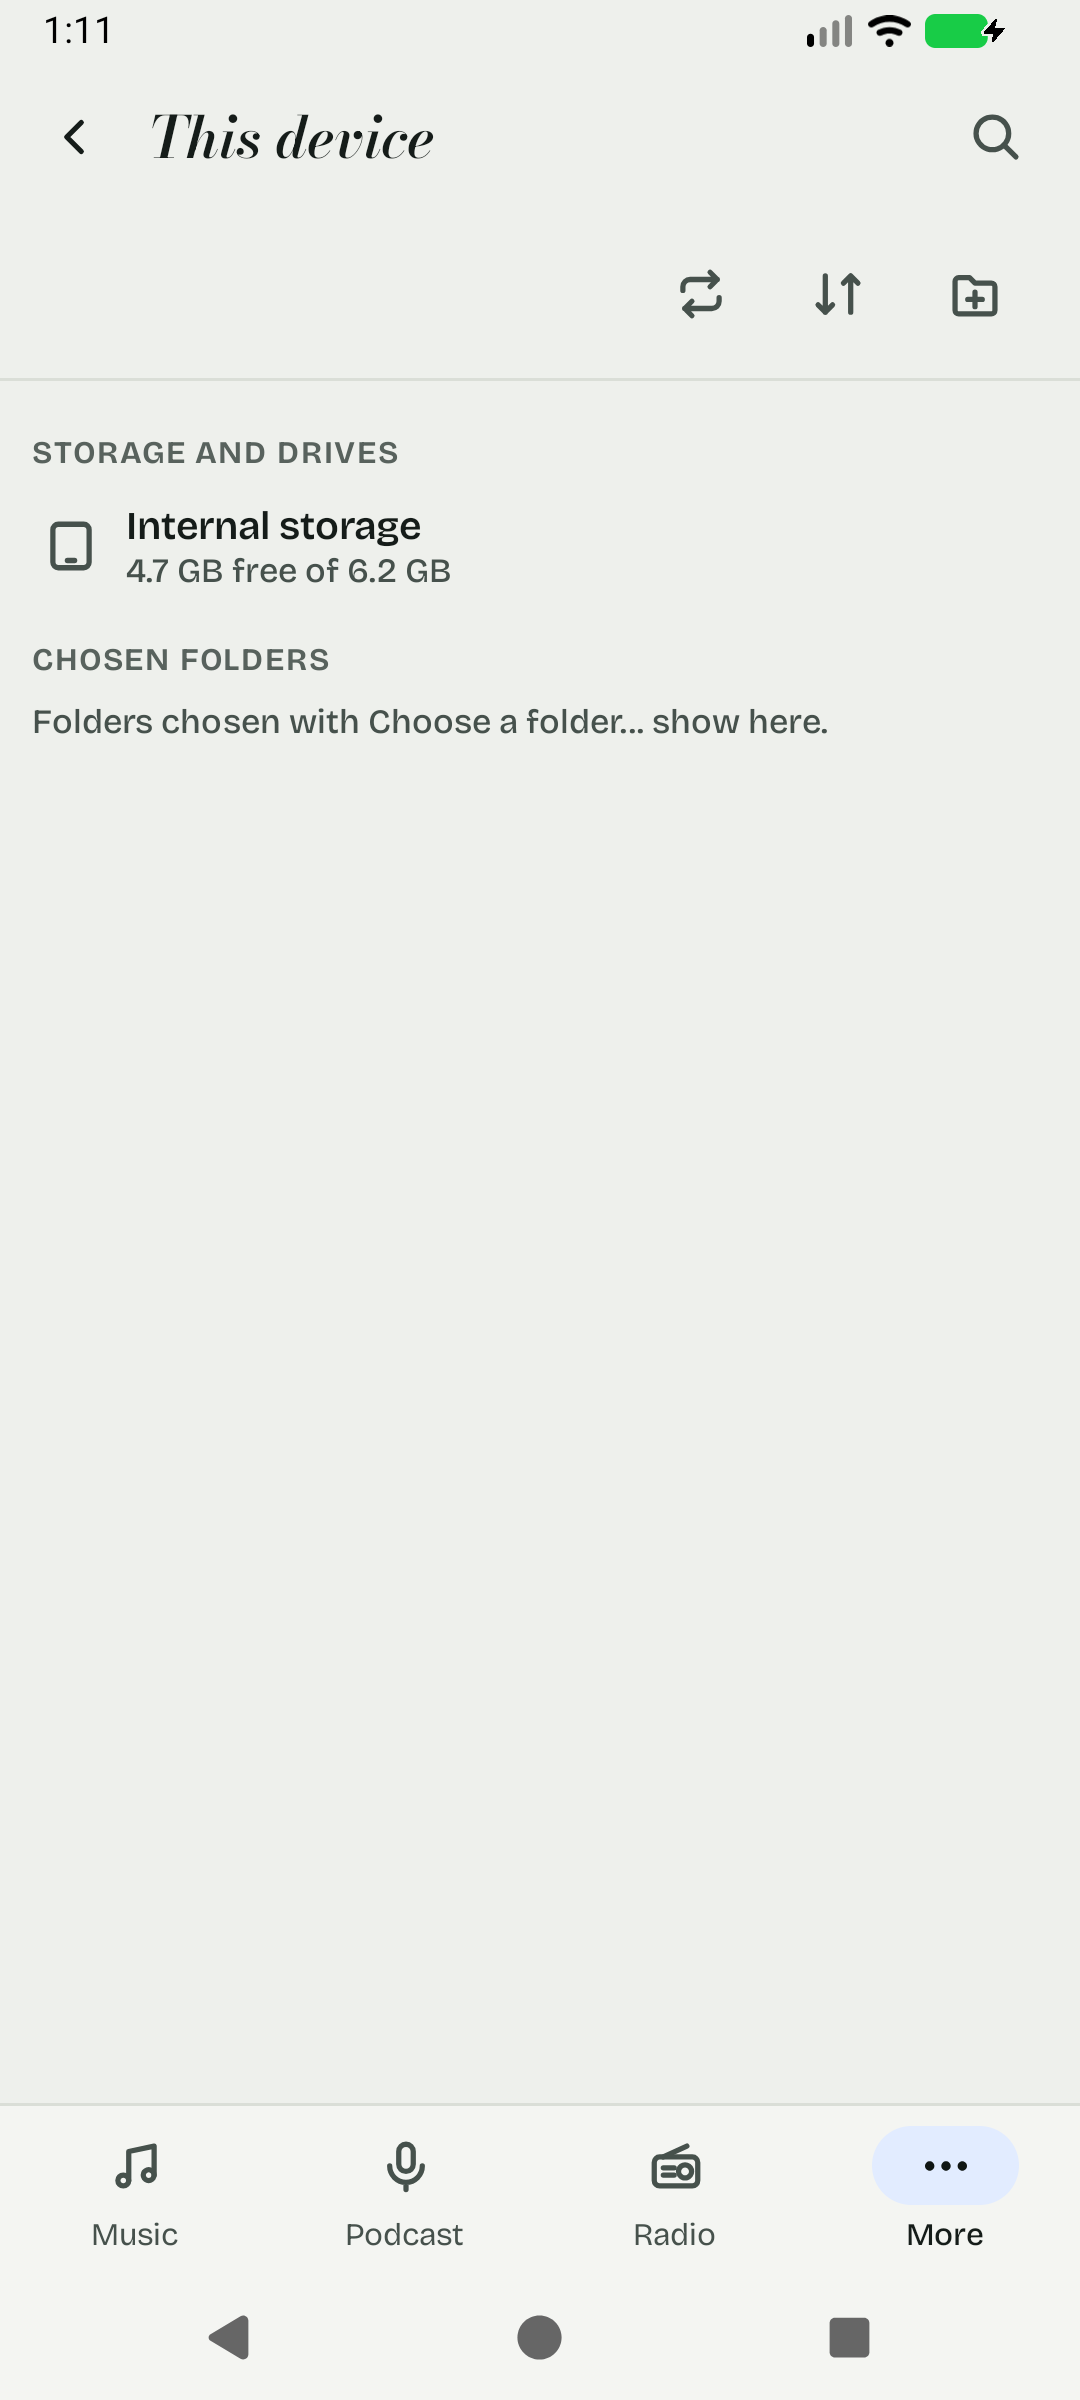 1:11
This device
STORAGE AND DRIVES
Internal storage
4.7 GB free of 6.2 GB
CHOSEN FOLDERS
Folders chosen with Choose a folder... show here.
Music
Podcast
Radio
More